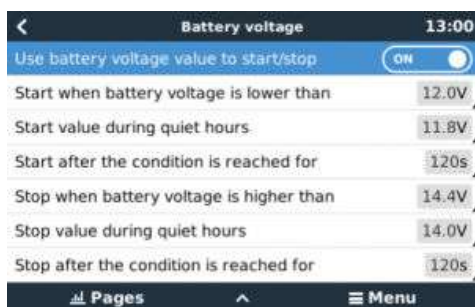 Battery voltage 13:00
Use battery voltage value to start/stop ON
Start when battery voltage is lower than 12.0V
Start value during quiet hours 11.8V
Start after the condition is reached for 120s
Stop when battery voltage is higher than 14.4V
Stop value during quiet hours 14.0V
Stop after the condition is reached for 120s
Pages Menu